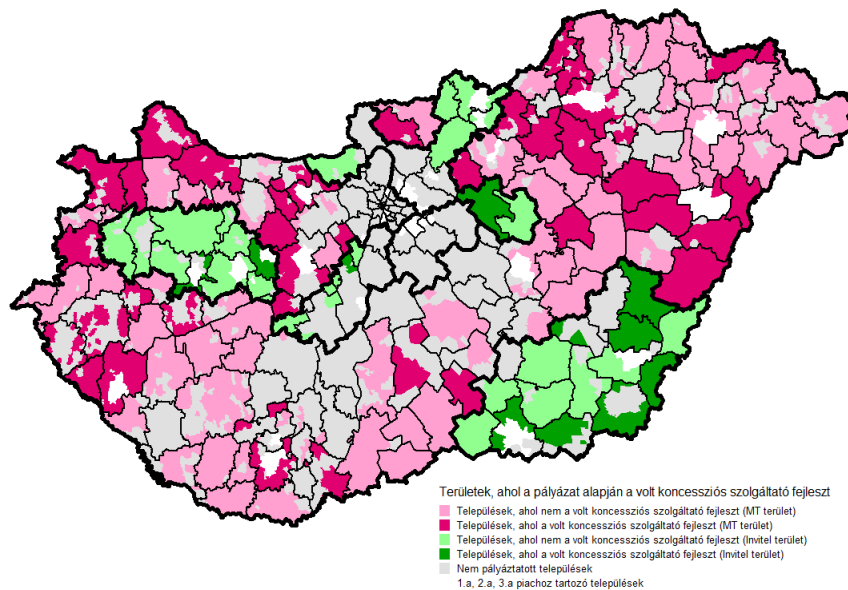 Területek, ahol a pályázat alapján a volt koncessziós szolgáltató fejleszt
Települések, ahol nem a volt koncessziós szolgáltató fejleszt (MT terület)
Települések, ahol a volt koncessziós szolgáltató fejleszt (MT terület)
Települések, ahol nem a volt koncessziós szolgáltató fejleszt (Invitel terület)
Települések, ahol a volt koncessziós szolgáltató fejleszt (Invitel terület)
Nem pályáztatott települések
1.a, 2.a, 3.a piachoz tartozó települések